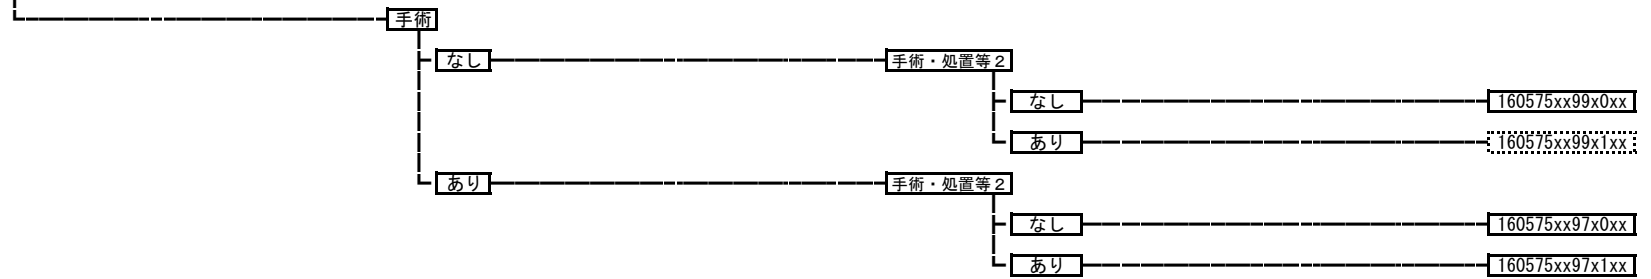 手術
なし 手術・処置等２
なし 160575xx99x0xx
あり 160575xx99x1xx
あり 手術・処置等２
なし 160575xx97x0xx
あり 160575xx97x1xx